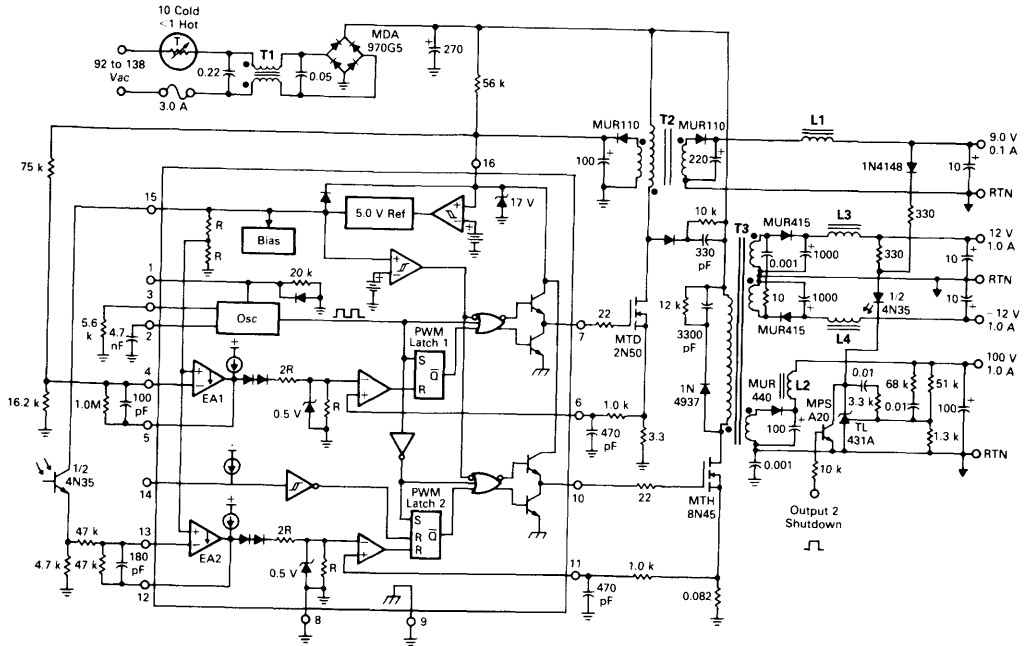 10 Cold
<1 Hot
T
92 to 138
Vac
3.0 A
0.22
T1
0.05
MDA
970G5
270
56 k
75 k
MUR110
T2
MUR110
L1
9.0 V
0.1 A
100
220
1N4148
10
RTN
16
15
17 V
5.0 V Ref
Bias
R
R
10 k
330
pF
330
T3
MUR415
L3
12 V
1.0 A
0.001
1000
330
10
RTN
10
1000
1/2
4N35
10
MUR415
L4
−12 V
1.0 A
1
3
2
20 k
Osc
5.6
k
4.7
nF
PWM
Latch 1
S
Q
R
7
22
MTD
2N50
12 k
3300
pF
1N
4937
4
5
16.2 k
1.0M
100
pF
EA1
2R
0.5 V
R
6
1.0 k
470
pF
3.3
MUR
440
L2
100
0.001
MPS
A20
0.01
3.3 k
TL
431A
68 k
0.01
51 k
1.3 k
100
100 V
1.0 A
RTN
10 k
Output 2
Shutdown
1/2
4N35
14
PWM
Latch 2
S
R
R
Q
10
22
MTH
8N45
13
12
47 k
47 k
180
pF
4.7 k
EA2
2R
0.5 V
R
11
1.0 k
470
pF
0.082
8
9